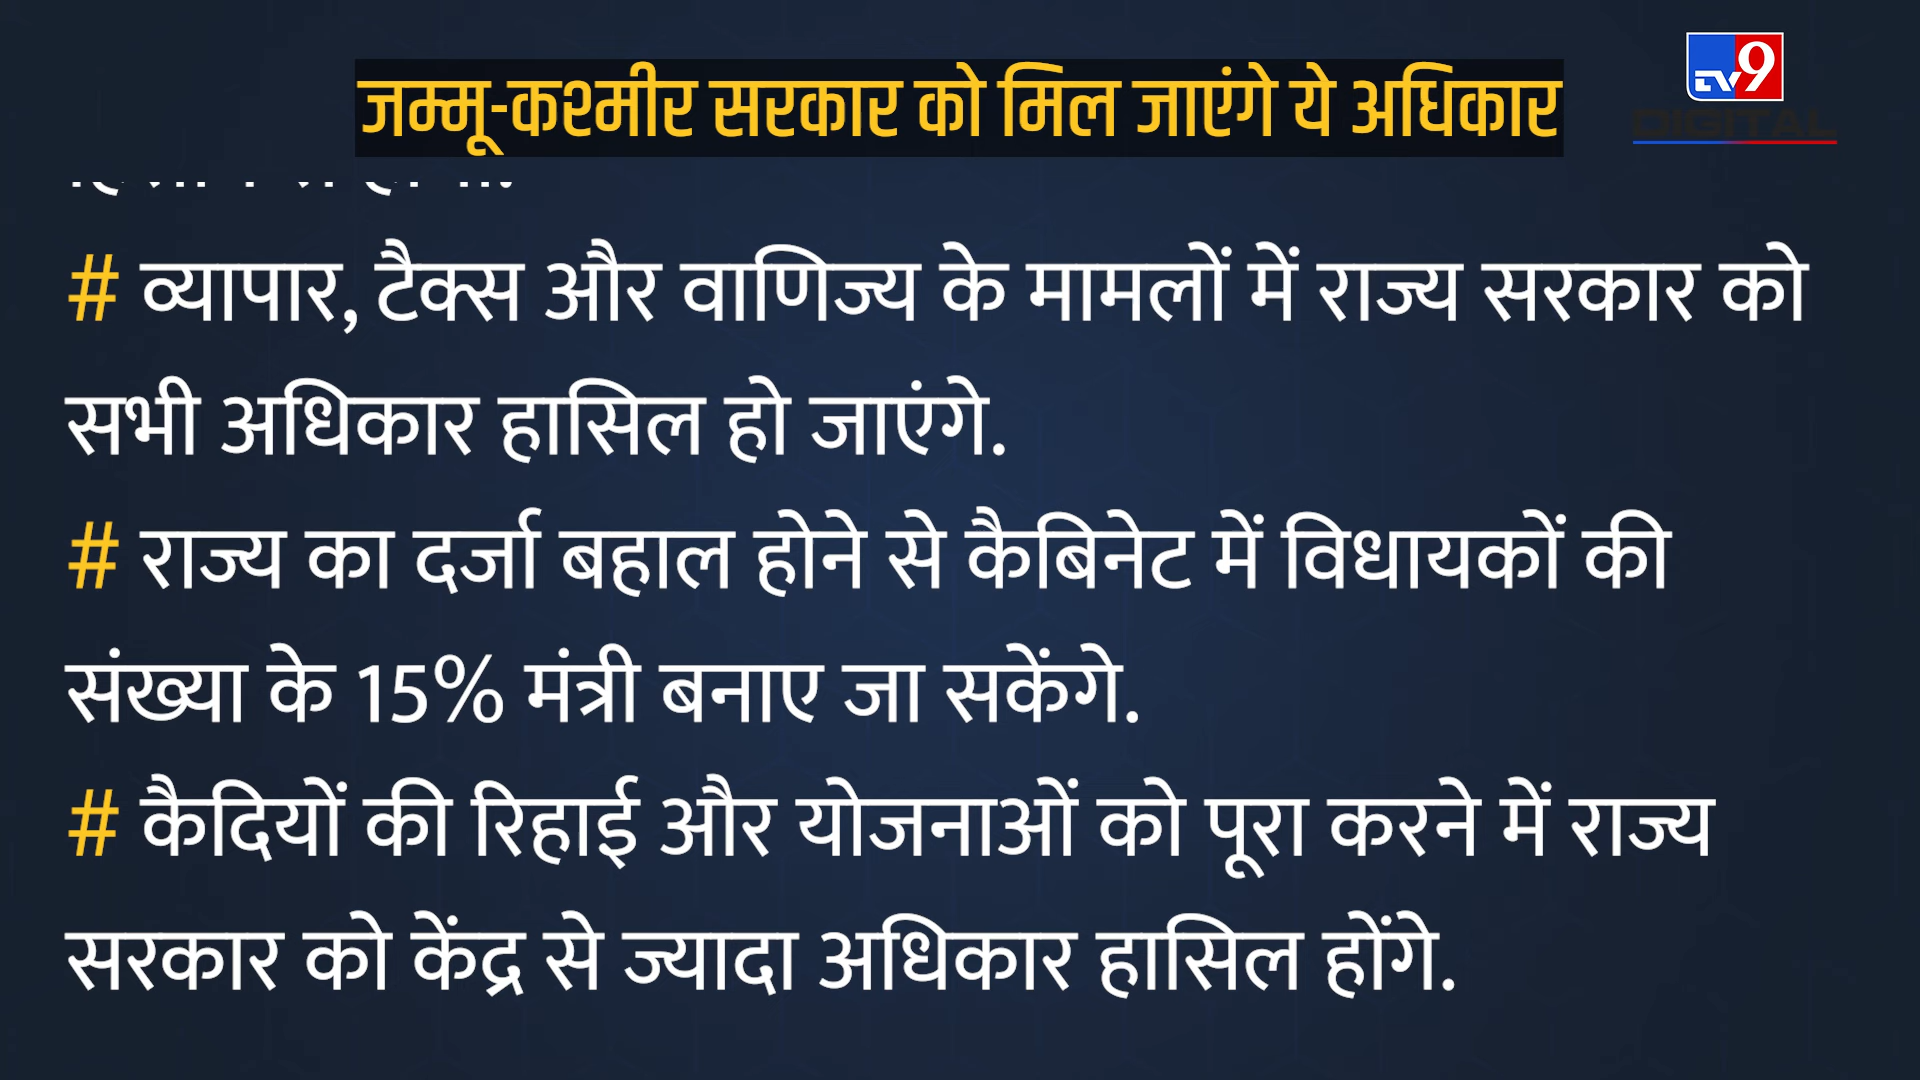 जम्मू-कश्मीर सरकार को मिल जाएंगे ये अधिकार
TV9
DIGITAL
# व्यापार, टैक्स और वाणिज्य के मामलों में राज्य सरकार को
सभी अधिकार हासिल हो जाएंगे.
# राज्य का दर्जा बहाल होने से कैबिनेट में विधायकों की
संख्या के 15% मंत्री बनाए जा सकेंगे.
# कैदियों की रिहाई और योजनाओं को पूरा करने में राज्य
सरकार को केंद्र से ज्यादा अधिकार हासिल होंगे.